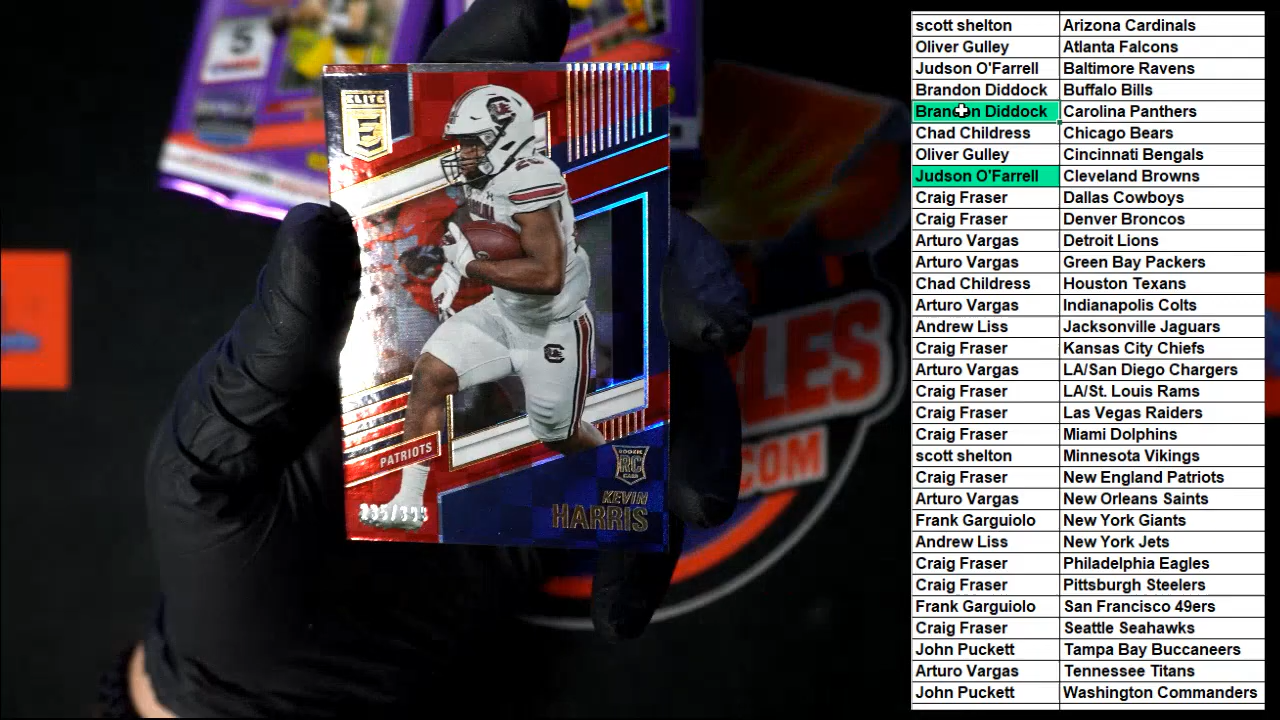 5
ELITE
E
PATRIOTS
ROOKIE
RC
CLASS
KEVIN
HARRIS
LES
COM
scott shelton Arizona Cardinals
Oliver Gulley Atlanta Falcons
Judson O'Farrell Baltimore Ravens
Brandon Diddock Buffalo Bills
Brandon Diddock Carolina Panthers
Chad Childress Chicago Bears
Oliver Gulley Cincinnati Bengals
Judson O'Farrell Cleveland Browns
Craig Fraser Dallas Cowboys
Craig Fraser Denver Broncos
Arturo Vargas Detroit Lions
Arturo Vargas Green Bay Packers
Chad Childress Houston Texans
Arturo Vargas Indianapolis Colts
Andrew Liss Jacksonville Jaguars
Craig Fraser Kansas City Chiefs
Arturo Vargas LA/San Diego Chargers
Craig Fraser LA/St. Louis Rams
Craig Fraser Las Vegas Raiders
Craig Fraser Miami Dolphins
scott shelton Minnesota Vikings
Craig Fraser New England Patriots
Arturo Vargas New Orleans Saints
Frank Garguiolo New York Giants
Andrew Liss New York Jets
Craig Fraser Philadelphia Eagles
Craig Fraser Pittsburgh Steelers
Frank Garguiolo San Francisco 49ers
Craig Fraser Seattle Seahawks
John Puckett Tampa Bay Buccaneers
Arturo Vargas Tennessee Titans
John Puckett Washington Commanders